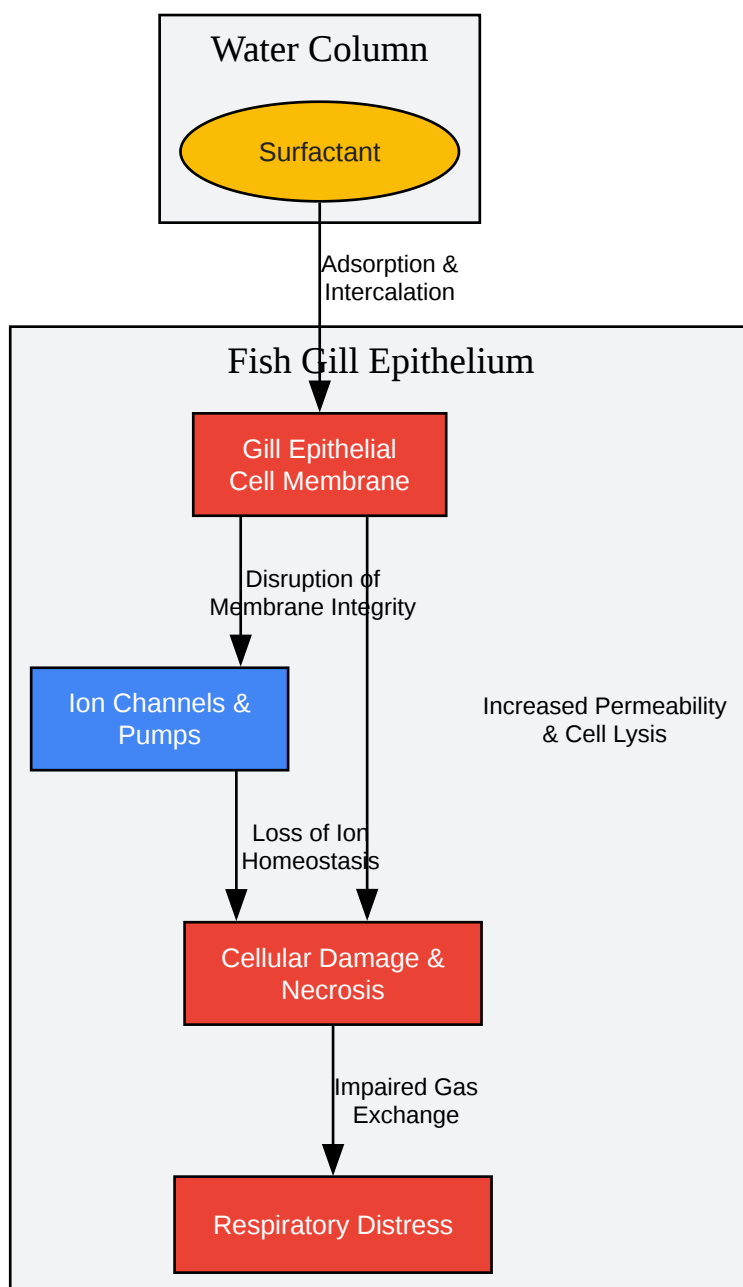 Water Column
Surfactant
Adsorption &
Intercalation
Fish Gill Epithelium
Gill Epithelial
Cell Membrane
Disruption of
Membrane Integrity
Ion Channels &
Pumps
Increased Permeability
& Cell Lysis
Loss of Ion
Homeostasis
Cellular Damage &
Necrosis
Impaired Gas
Exchange
Respiratory Distress